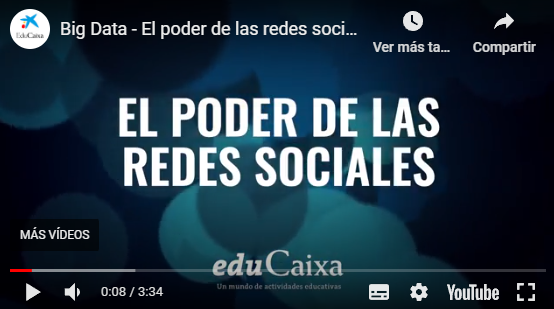 EduCaixa
Big Data - El poder de las redes soci...
Ver más ta...
Compartir
EL PODER DE LAS
REDES SOCIALES
MÁS VÍDEOS
eduCaixa
Un mundo de actividades educativas
0:08 / 3:34
YouTube